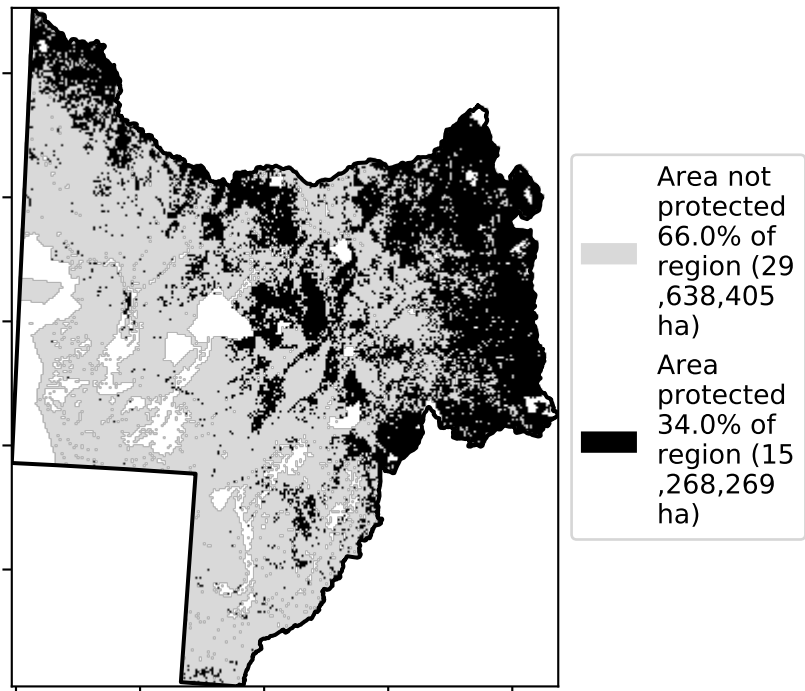 Area not
protected
66.0% of
region (29
,638,405
ha)
Area
protected
34.0% of
region (15
,268,269
ha)